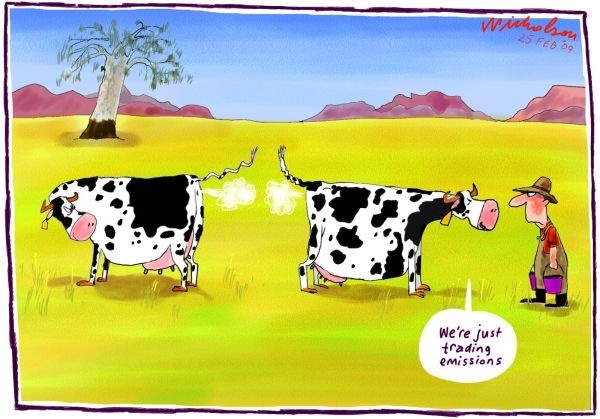 Nicholson
25 FEB '09
We're just
trading
emissions